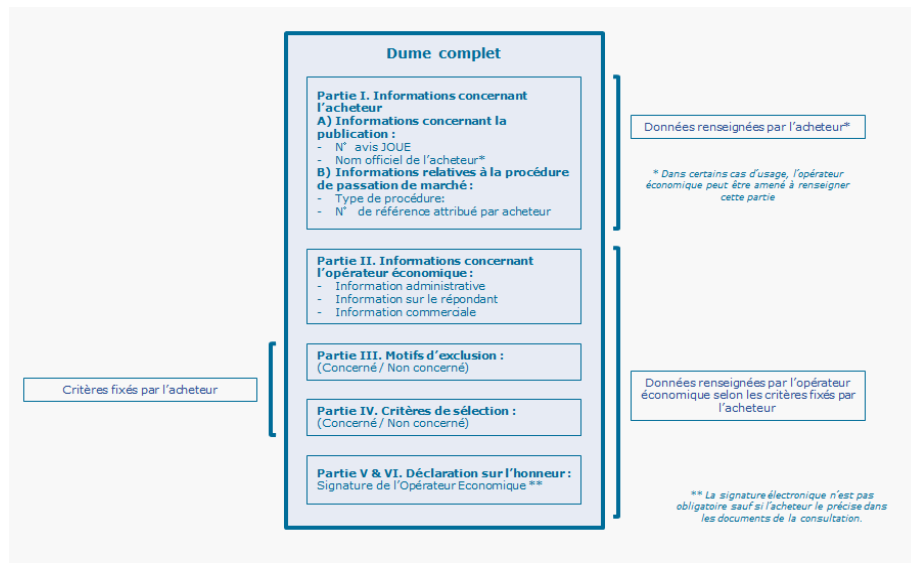 Dume complet
Partie I. Informations concernant
l'acheteur
A) Informations concernant la
publication :
- N° avis JOUE
- Nom officiel de l'acheteur*
B) Informations relatives à la procédure
de passation de marché :
- Type de procédure:
- N° de référence attribué par acheteur
Données renseignées par l'acheteur*
* Dans certains cas d'usage, l'opérateur
économique peut être amené à renseigner
cette partie
Partie II. Informations concernant
l'opérateur économique :
- Information administrative
- Information sur le répondant
- Information commerciale
Partie III. Motifs d'exclusion :
(Concerné / Non concerné)
Critères fixés par l'acheteur
Partie IV. Critères de sélection :
(Concerné / Non concerné)
Données renseignées par l'opérateur
économique selon les critères fixés par
l'acheteur
Partie V & VI. Déclaration sur l'honneur :
Signature de l'Opérateur Economique **
** La signature électronique n'est pas
obligatoire sauf si l'acheteur le précise dans
les documents de la consultation.